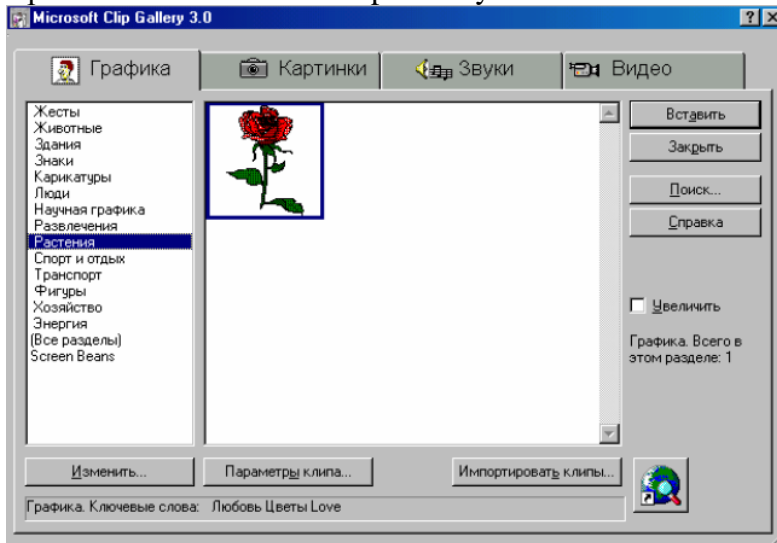 Microsoft Clip Gallery 3.0
Графика
Картинки
Звуки
Видео
Жесты
Животные
Здания
Знаки
Карикатуры
Люди
Научная графика
Развлечения
Растения
Спорт и отдых
Транспорт
Фигуры
Хозяйство
Энергия
(Все разделы)
Screen Beans
Вставить
Закрыть
Поиск...
Справка
Увеличить
Графика. Всего в
этом разделе: 1
Изменить...
Параметры клипа...
Импортировать клипы...
Графика. Ключевые слова: Любовь Цветы Love